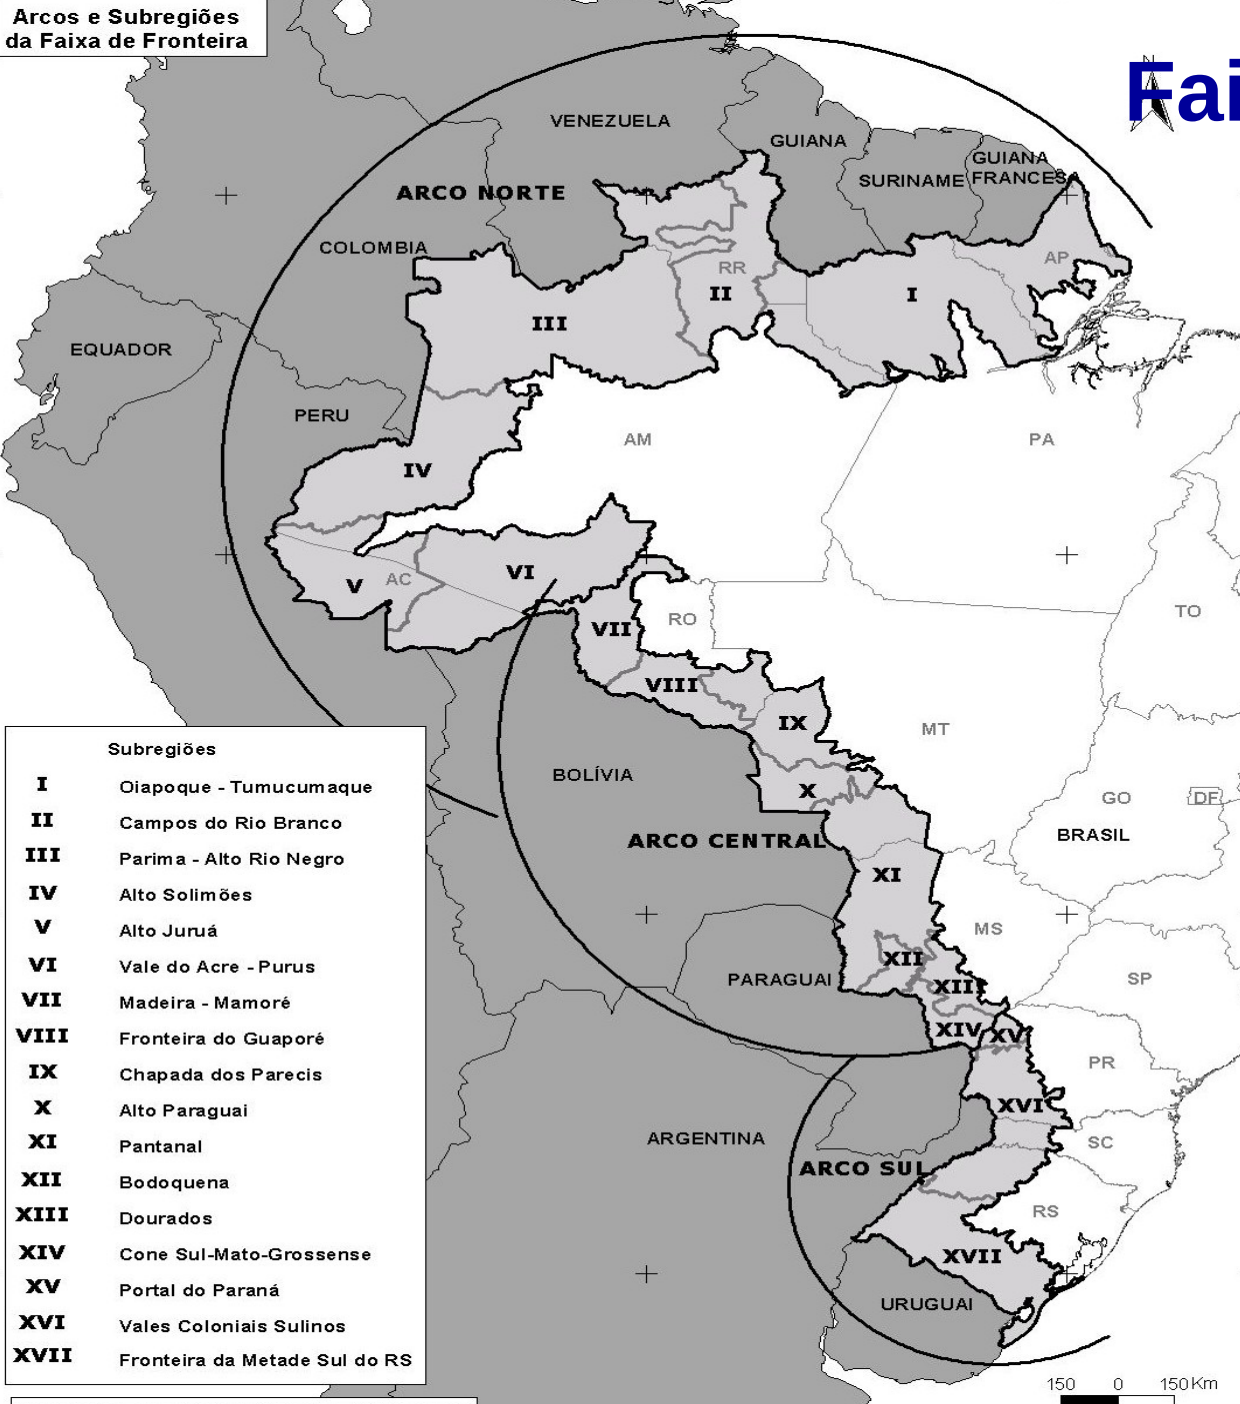 Arcos e Subregiões
da Faixa de Fronteira
Fai
VENEZUELA
GUIANA
SURINAME
GUIANA
FRANCESA
ARCO NORTE
COLOMBIA
AP
RR
II
I
III
EQUADOR
PERU
AM
PA
IV
V
AC
VI
TO
RO
VII
VIII
IX
MT
BOLÍVIA
X
GO
DF
BRASIL
ARCO CENTRAL
XI
MS
XII
PARAGUAI
XIII
SP
XIV
XV
PR
XVI
ARGENTINA
SC
ARCO SUL
RS
XVII
URUGUAI
Subregiões
I Oiapoque - Tumucumaque
II Campos do Rio Branco
III Parima - Alto Rio Negro
IV Alto Solimões
V Alto Juruá
VI Vale do Acre - Purus
VII Madeira - Mamoré
VIII Fronteira do Guaporé
IX Chapada dos Parecis
X Alto Paraguai
XI Pantanal
XII Bodoquena
XIII Dourados
XIV Cone Sul-Mato-Grossense
XV Portal do Paraná
XVI Vales Coloniais Sulinos
XVII Fronteira da Metade Sul do RS
150 0 150 Km